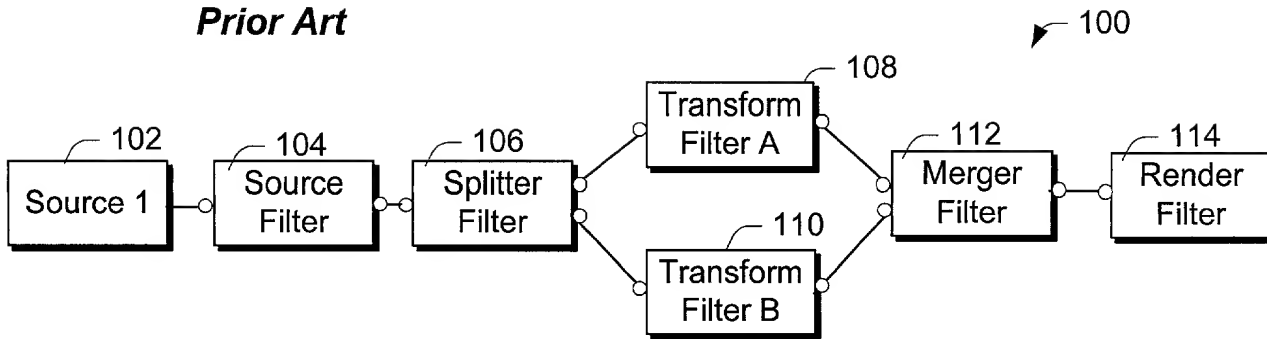 Prior Art
100
102
Source 1
104
Source
Filter
106
Splitter
Filter
108
Transform
Filter A
110
Transform
Filter B
112
Merger
Filter
114
Render
Filter